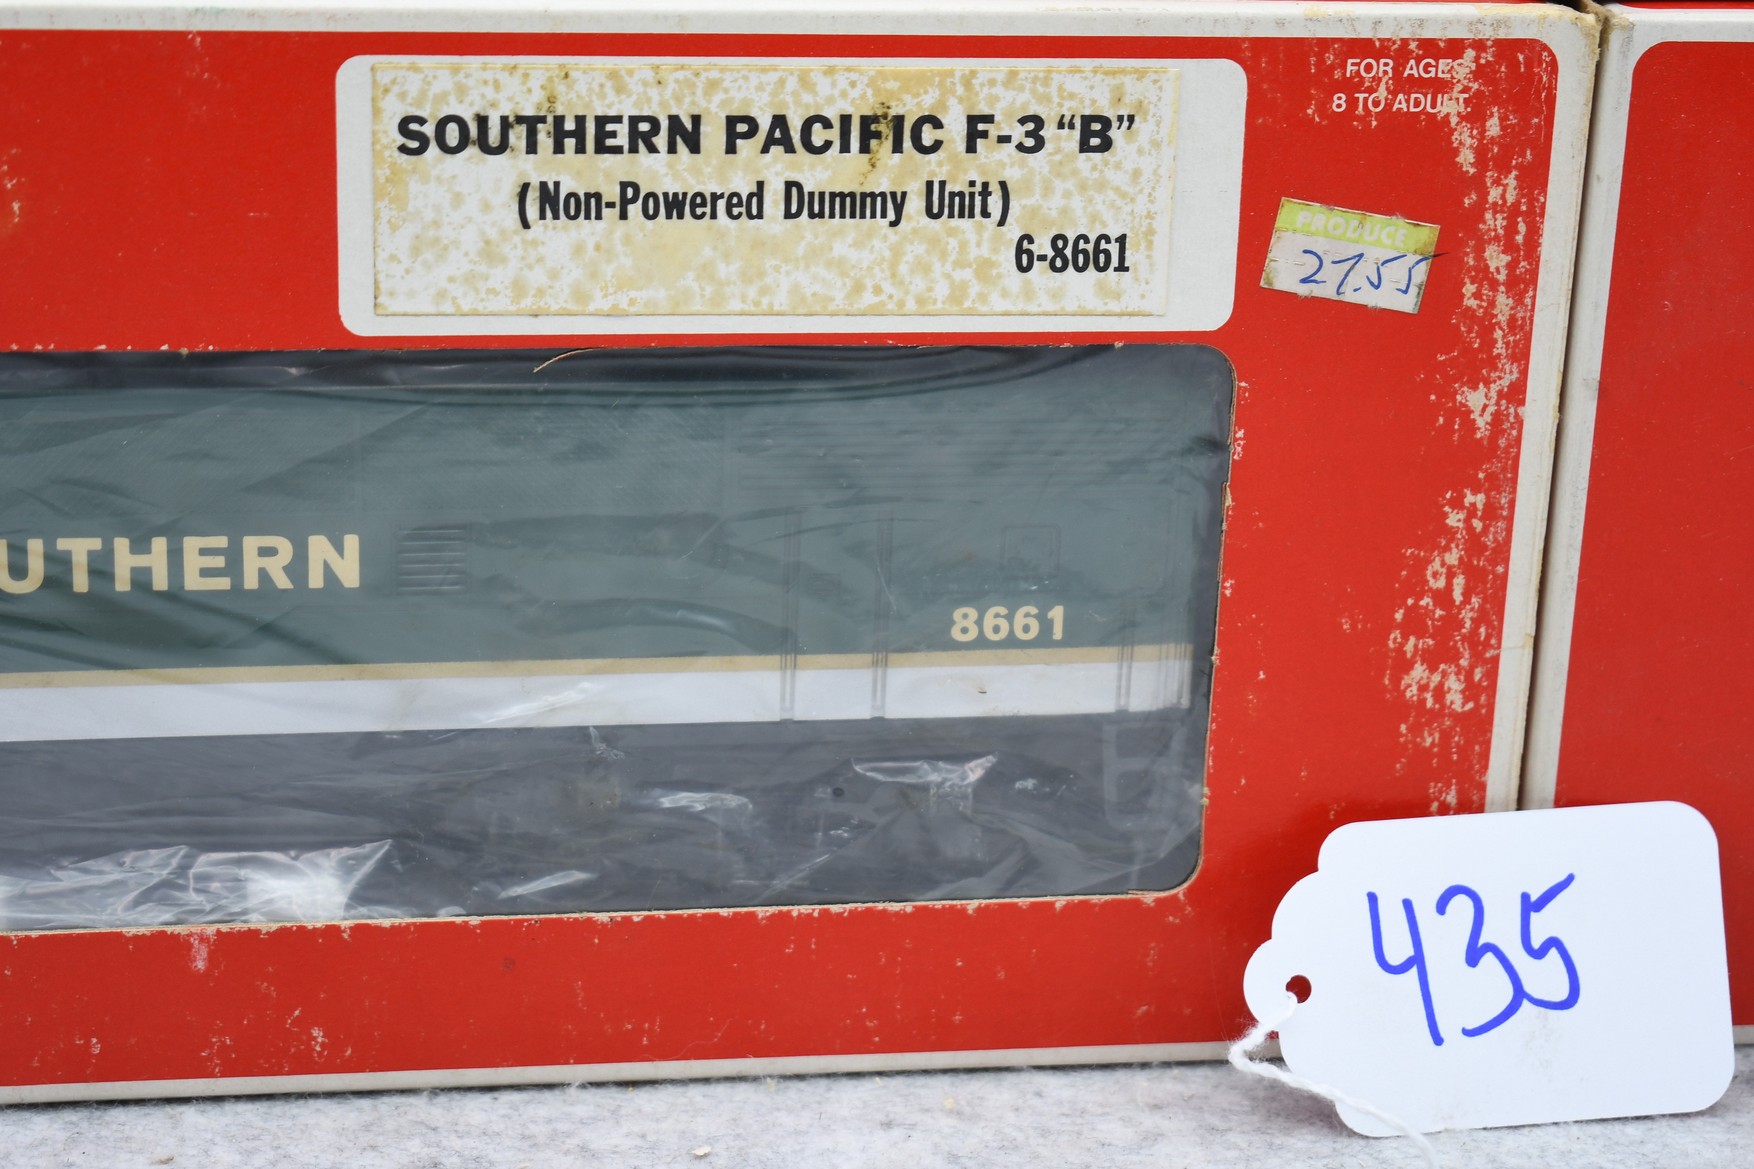 SOUTHERN PACIFIC F-3 "B"
(Non-Powered Dummy Unit)
6-8661
FOR AGES
8 TO ADULT
PRODUCE
27.55
UTHERN
8661
435